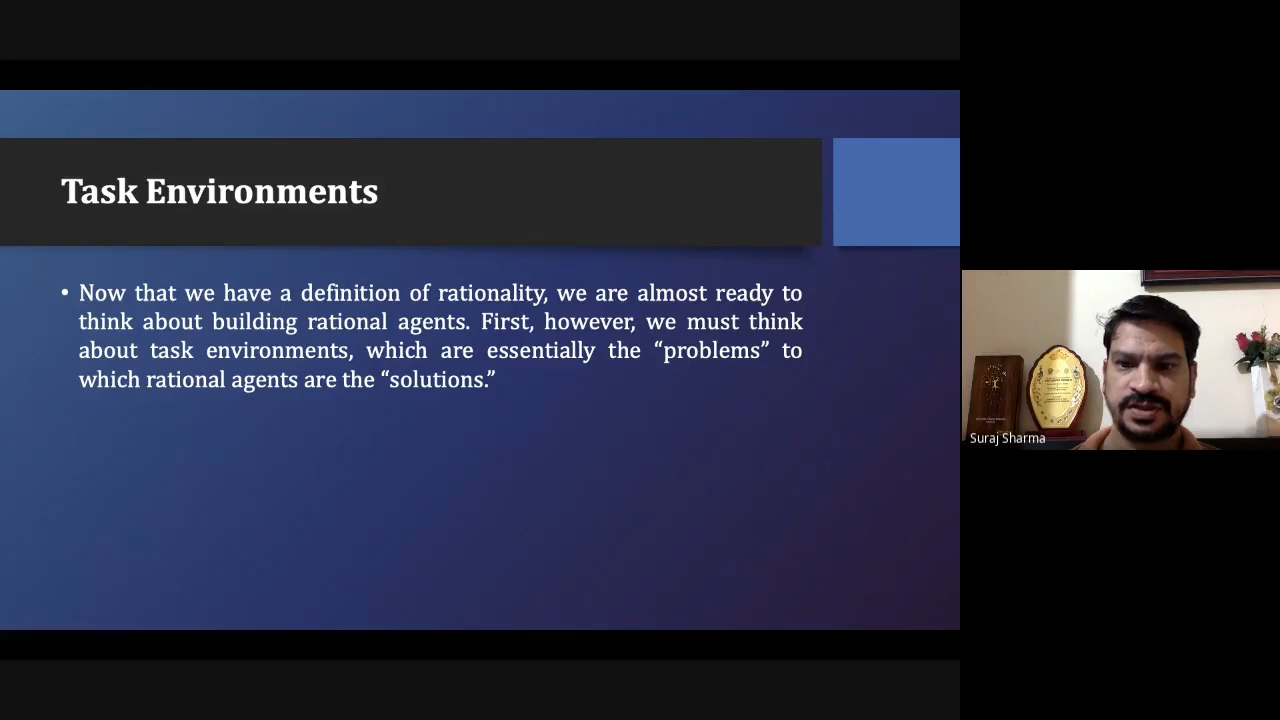 Task Environments
• Now that we have a definition of rationality, we are almost ready to
think about building rational agents. First, however, we must think
about task environments, which are essentially the “problems” to
which rational agents are the “solutions.”
Suraj Sharma